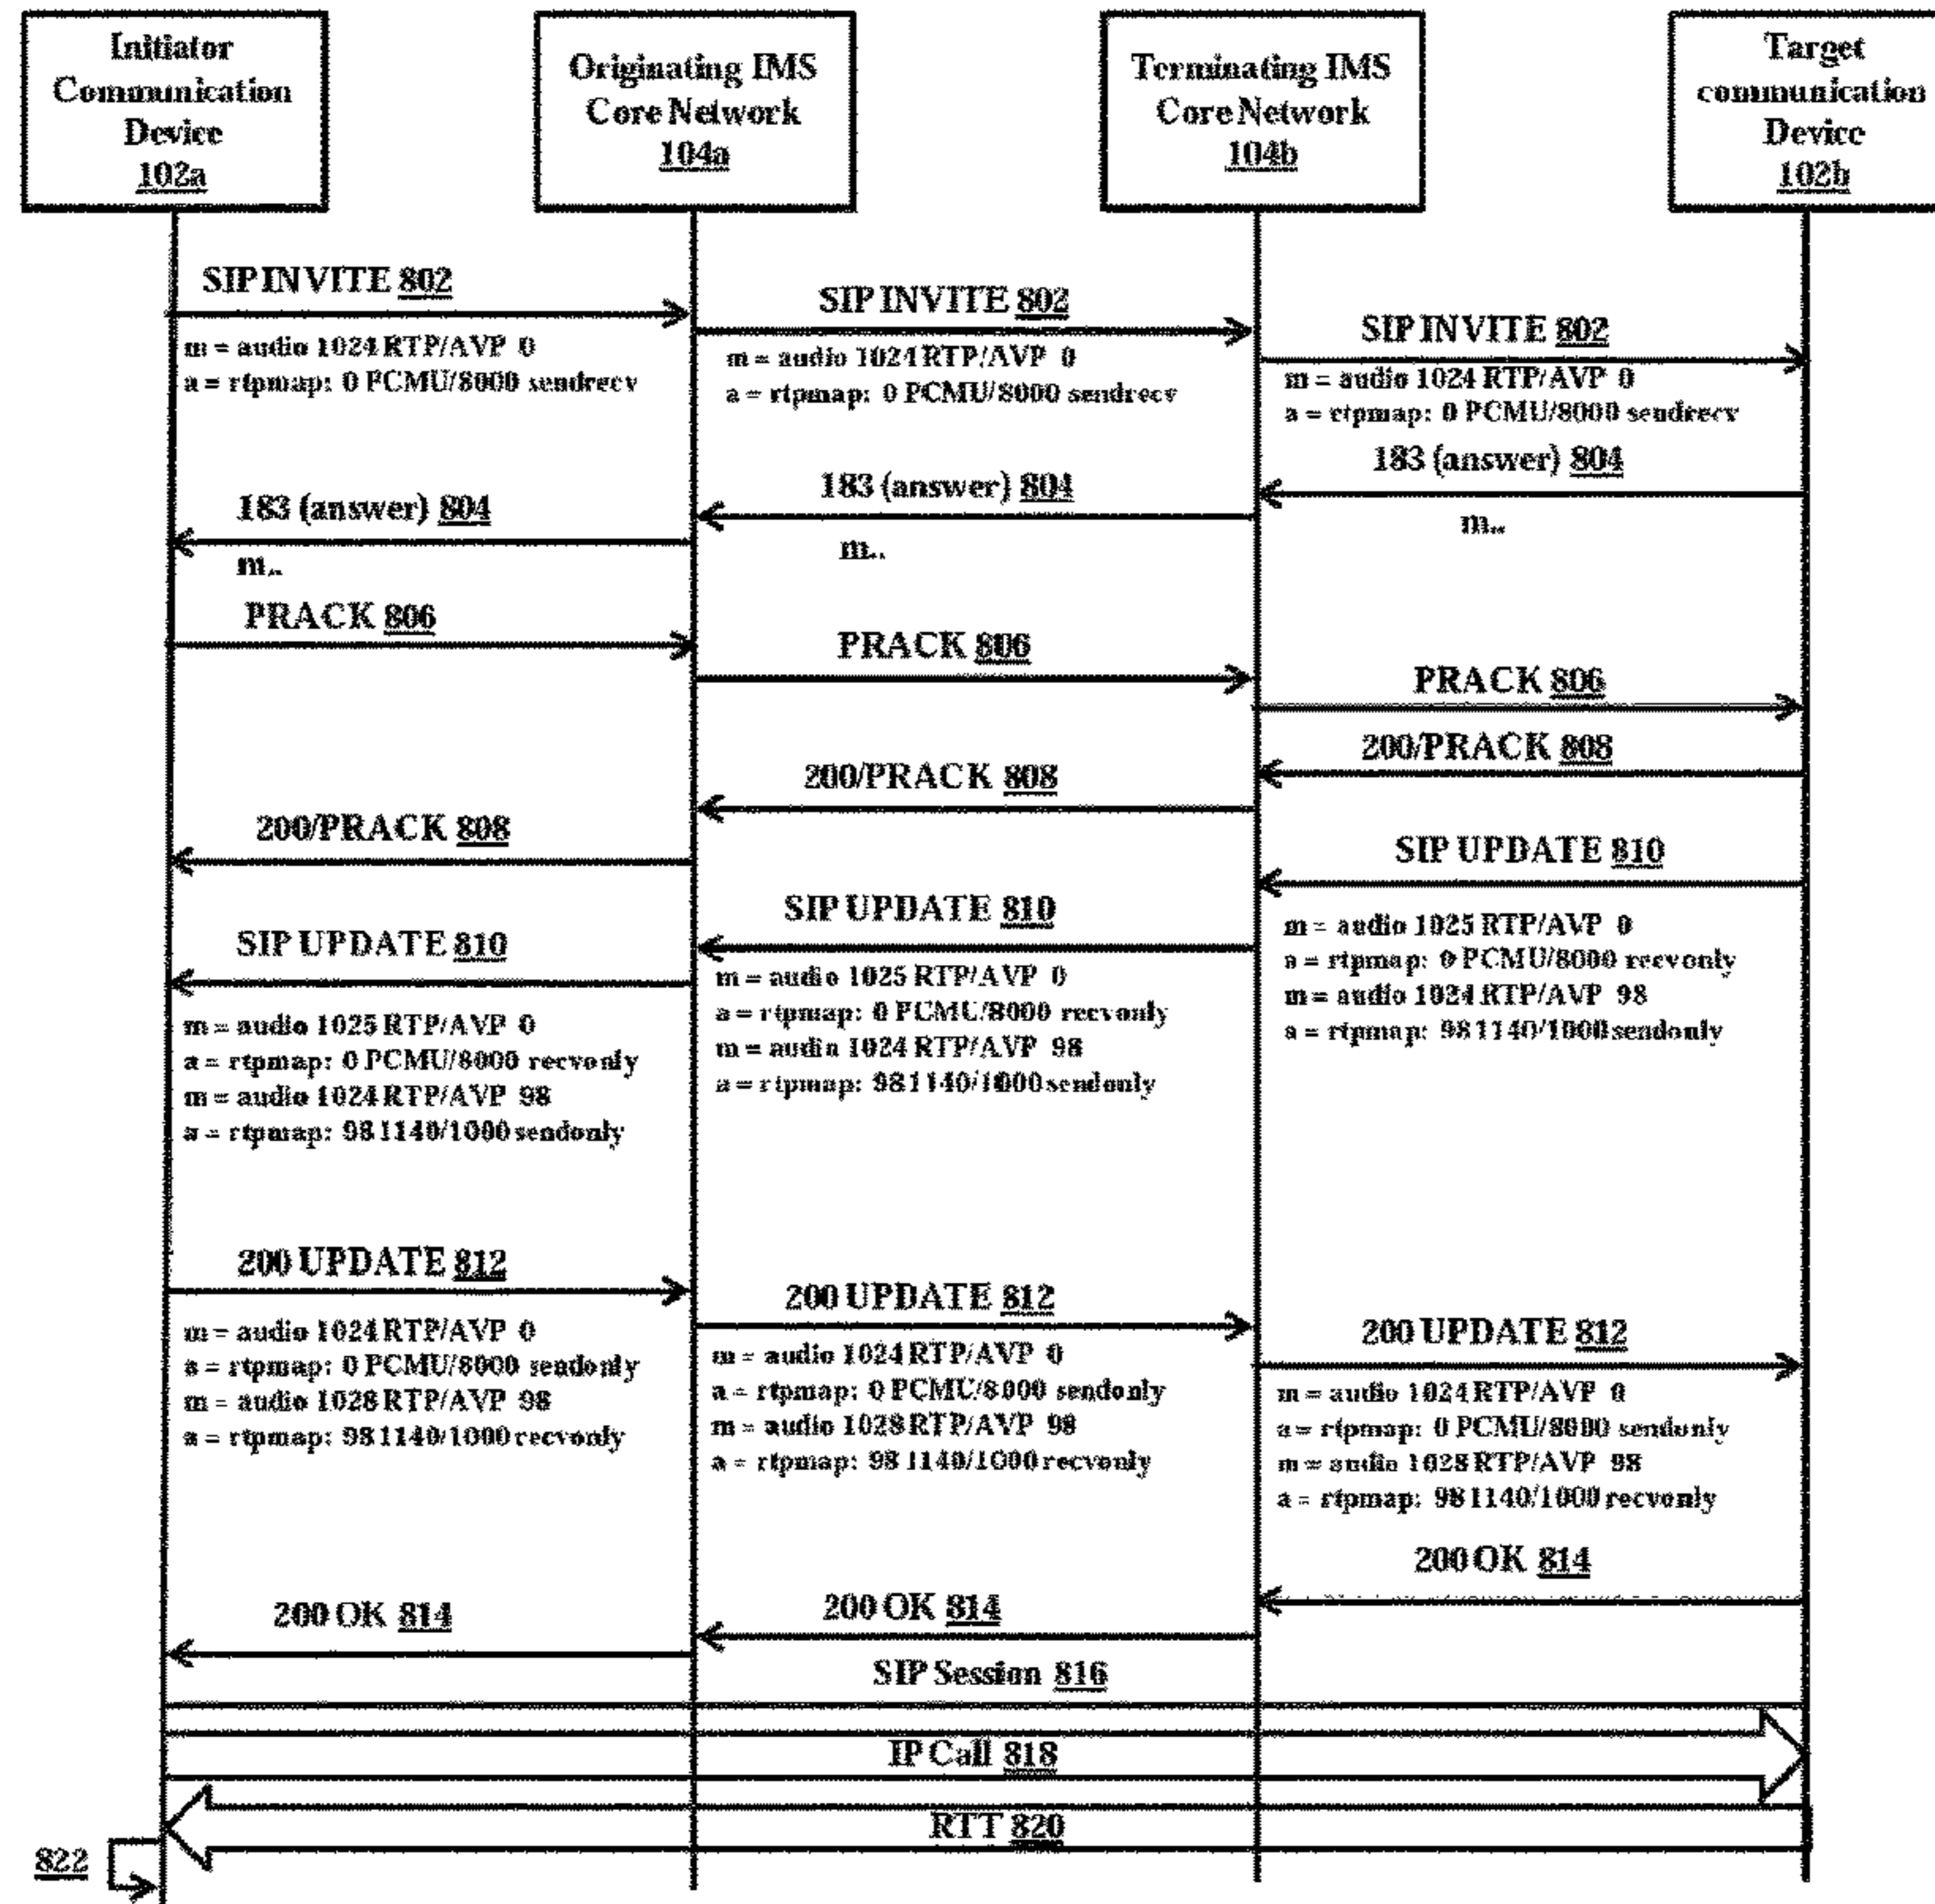 Initiator
Communication
Device
102a
Originating IMS
Core Network
104a
Terminating IMS
Core Network
104b
Target
communication
Device
102b
SIP INVITE 802
m = audio 1024 RTP/AVP 0
a = rtpmap: 0 PCMU/8000 sendrecv
SIP INVITE 802
m = audio 1024 RTP/AVP 0
a = rtpmap: 0 PCMU/8000 sendrecv
SIP INVITE 802
m = audio 1024 RTP/AVP 0
a = rtpmap: 0 PCMU/8000 sendrecv
183 (answer) 804
m..
183 (answer) 804
m..
183 (answer) 804
m..
PRACK 806
PRACK 806
PRACK 806
200/PRACK 808
200/PRACK 808
200/PRACK 808
SIP UPDATE 810
m = audio 1025 RTP/AVP 0
a = rtpmap: 0 PCMU/8000 recvonly
m = audio 1024 RTP/AVP 98
a = rtpmap: 98 1140/1000 sendonly
SIP UPDATE 810
m = audio 1025 RTP/AVP 0
a = rtpmap: 0 PCMU/8000 recvonly
m = audio 1024 RTP/AVP 98
a = rtpmap: 98 1140/1000 sendonly
SIP UPDATE 810
m = audio 1025 RTP/AVP 0
a = rtpmap: 0 PCMU/8000 recvonly
m = audio 1024 RTP/AVP 98
a = rtpmap: 98 1140/1000 sendonly
200 UPDATE 812
m = audio 1024 RTP/AVP 0
a = rtpmap: 0 PCMU/8000 sendonly
m = audio 1028 RTP/AVP 98
a = rtpmap: 98 1140/1000 recvonly
200 UPDATE 812
m = audio 1024 RTP/AVP 0
a = rtpmap: 0 PCMU/8000 sendonly
m = audio 1028 RTP/AVP 98
a = rtpmap: 98 1140/1000 recvonly
200 UPDATE 812
m = audio 1024 RTP/AVP 0
a = rtpmap: 0 PCMU/8000 sendonly
m = audio 1028 RTP/AVP 98
a = rtpmap: 98 1140/1000 recvonly
200 OK 814
200 OK 814
200 OK 814
SIP Session 816
IP Call 818
RTT 820
822